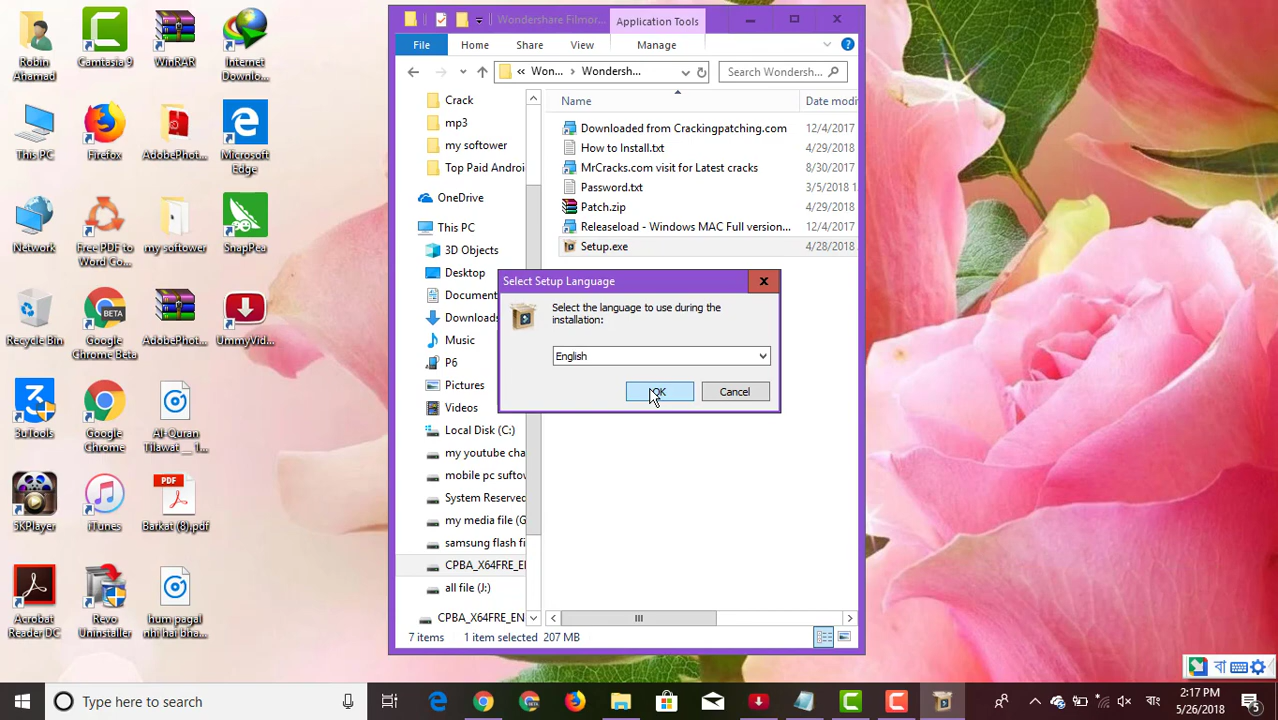 Robin
Ahamad
Camtasia 9
WinRAR
Internet
Downlo...
This PC
Firefox
AdobePhot...
Microsoft
Edge
Network
Free PDF to
Word Co...
my softower
SnapPea
Recycle Bin
Google
Chrome Beta
AdobePhot...
UmmyVid...
3uTools
Google
Chrome
Al-Quran
Tilawat __ 1...
5KPlayer
iTunes
Barkat (8).pdf
Acrobat
Reader DC
Revo
Uninstaller
hum pagal
nhi hai bha...
Wondershare Filmor...
Application Tools
File
Home
Share
View
Manage
« Won... > Wondersh...
Search Wondersh...
Crack
mp3
my softower
Top Paid Androi
OneDrive
This PC
3D Objects
Desktop
Document
Downloads
Music
P6
Pictures
Videos
Local Disk (C:)
my youtube cha
mobile pc suftov
System Reserved
my media file (G
samsung flash fi
CPBA_X64FRE_EN
all file (J:)
CPBA_X64FRE_EN
Name
Date modi
Downloaded from Crackingpatching.com
12/4/2017
How to Install.txt
4/29/2018
MrCracks.com visit for Latest cracks
8/30/2017
Password.txt
3/5/2018
Patch.zip
4/29/2018
Releaseload - Windows MAC Full version...
12/4/2017
Setup.exe
4/28/2018
Select Setup Language
Select the language to use during the
installation:
English
OK
Cancel
7 items
1 item selected 207 MB
বা
Type here to search
বাং
2:17 PM
5/26/2018
5